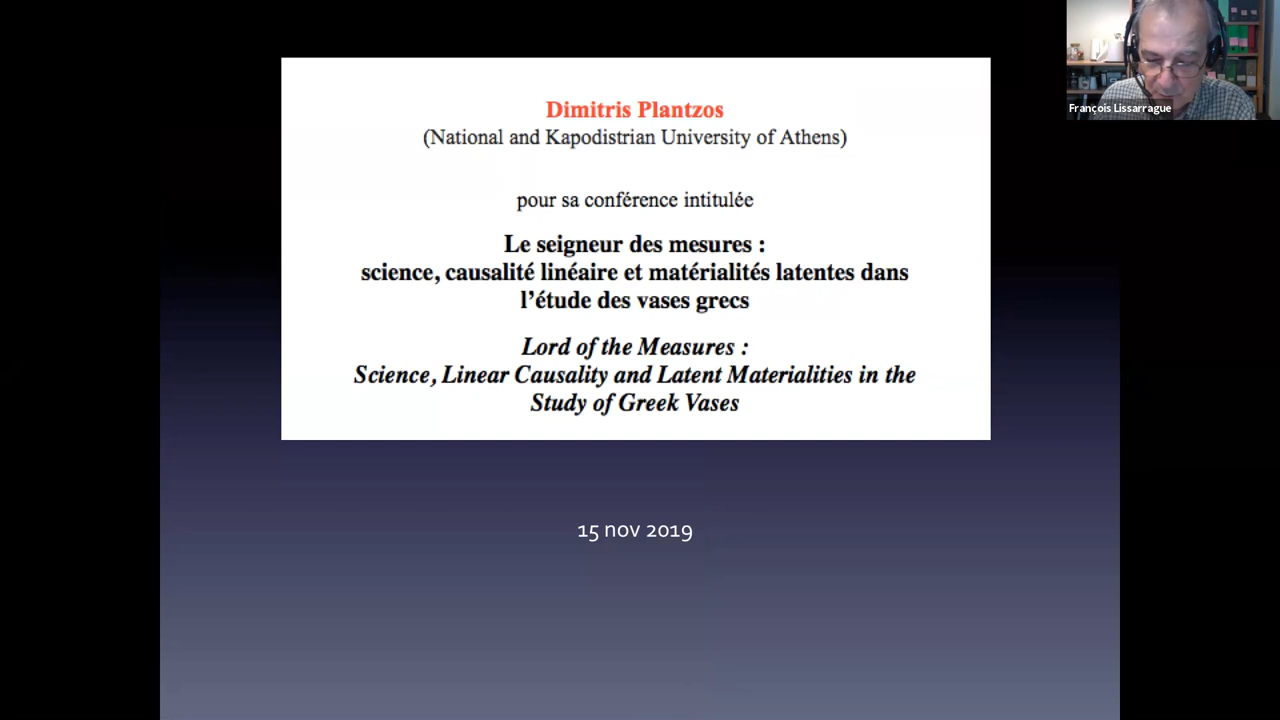 Dimitris Plantzos
(National and Kapodistrian University of Athens)
pour sa conférence intitulée
Le seigneur des mesures :
science, causalité linéaire et matérialités latentes dans
l’étude des vases grecs
Lord of the Measures :
Science, Linear Causality and Latent Materialities in the
Study of Greek Vases
15 nov 2019
François Lissarrague